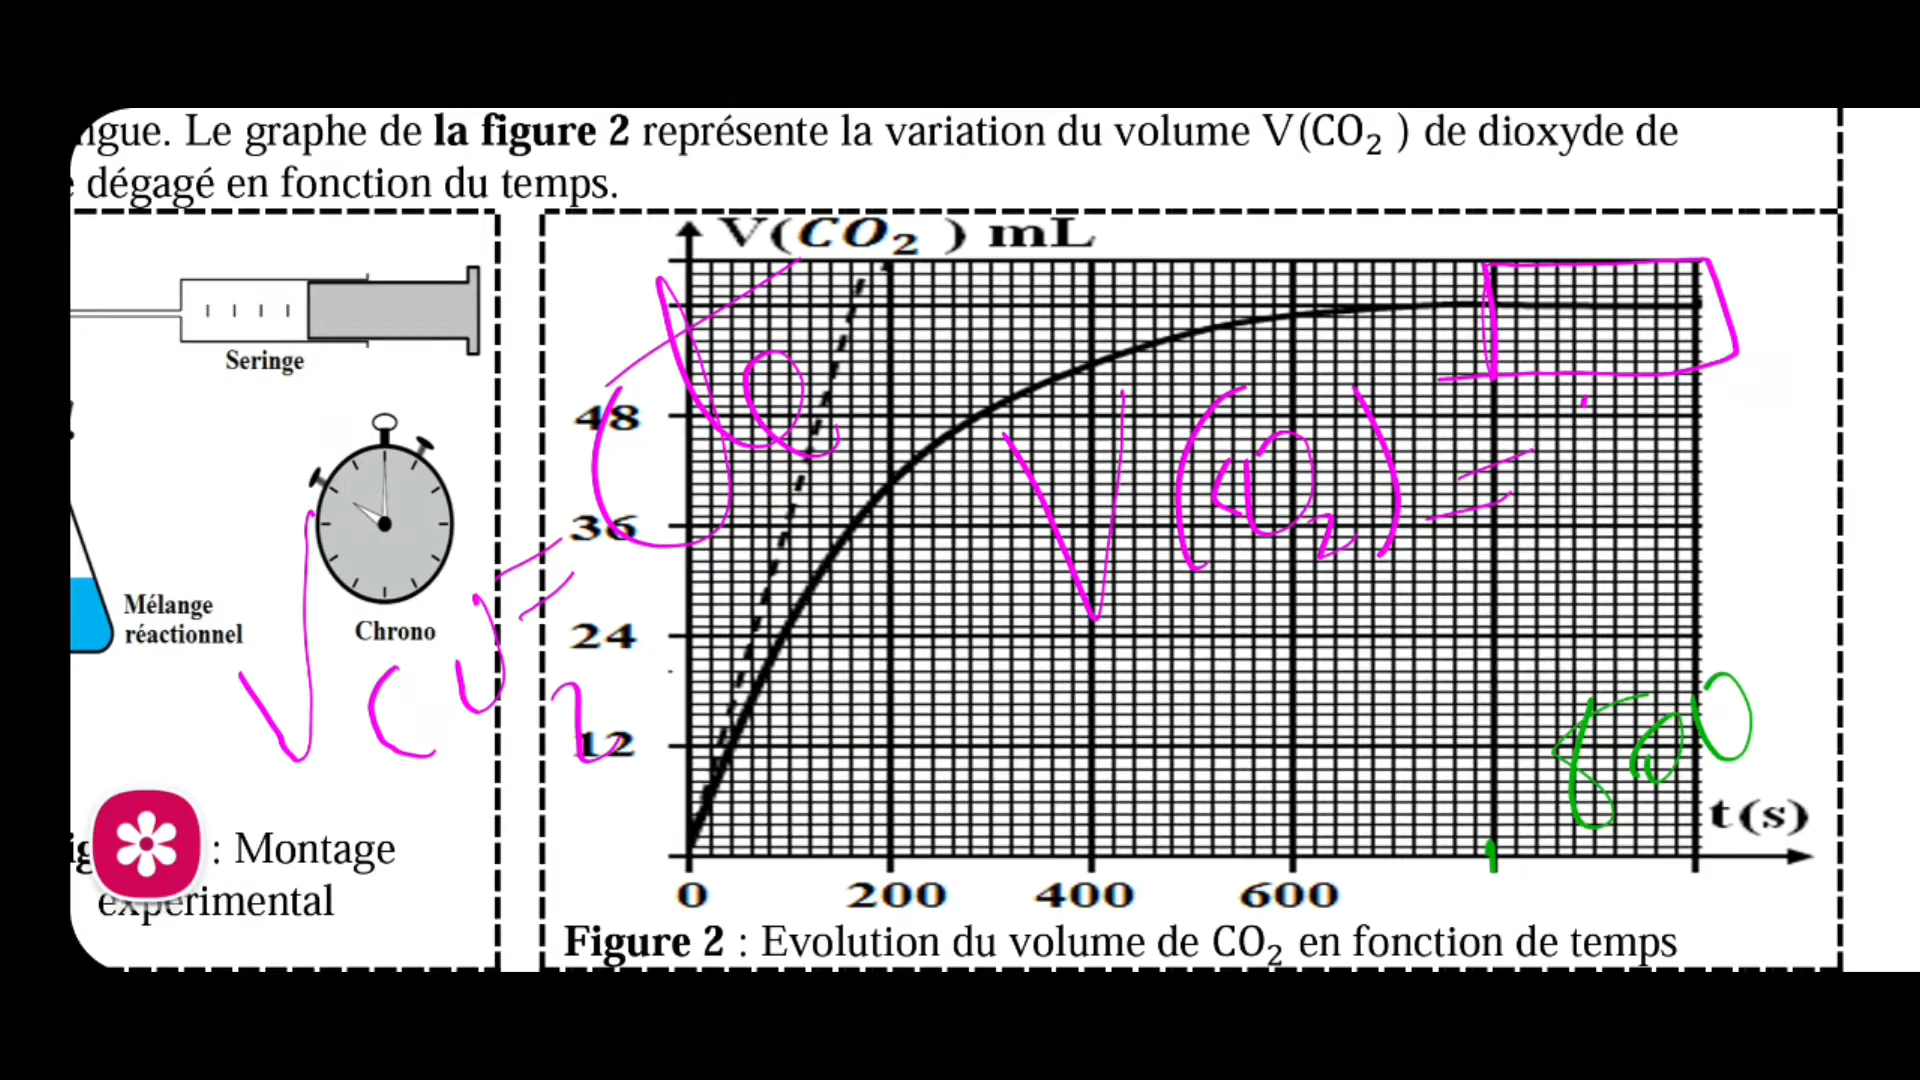 ngue. Le graphe de la figure 2 représente la variation du volume V(CO₂ ) de dioxyde de
e dégagé en fonction du temps.
V(CO₂ ) mL
Seringe
48
36
24
12
V(CO₂) =
VCO₂ =
Mélange
réactionnel
Chrono
800
t(s)
0 200 400 600
: Montage
expérimental
Figure 2 : Evolution du volume de CO₂ en fonction de temps